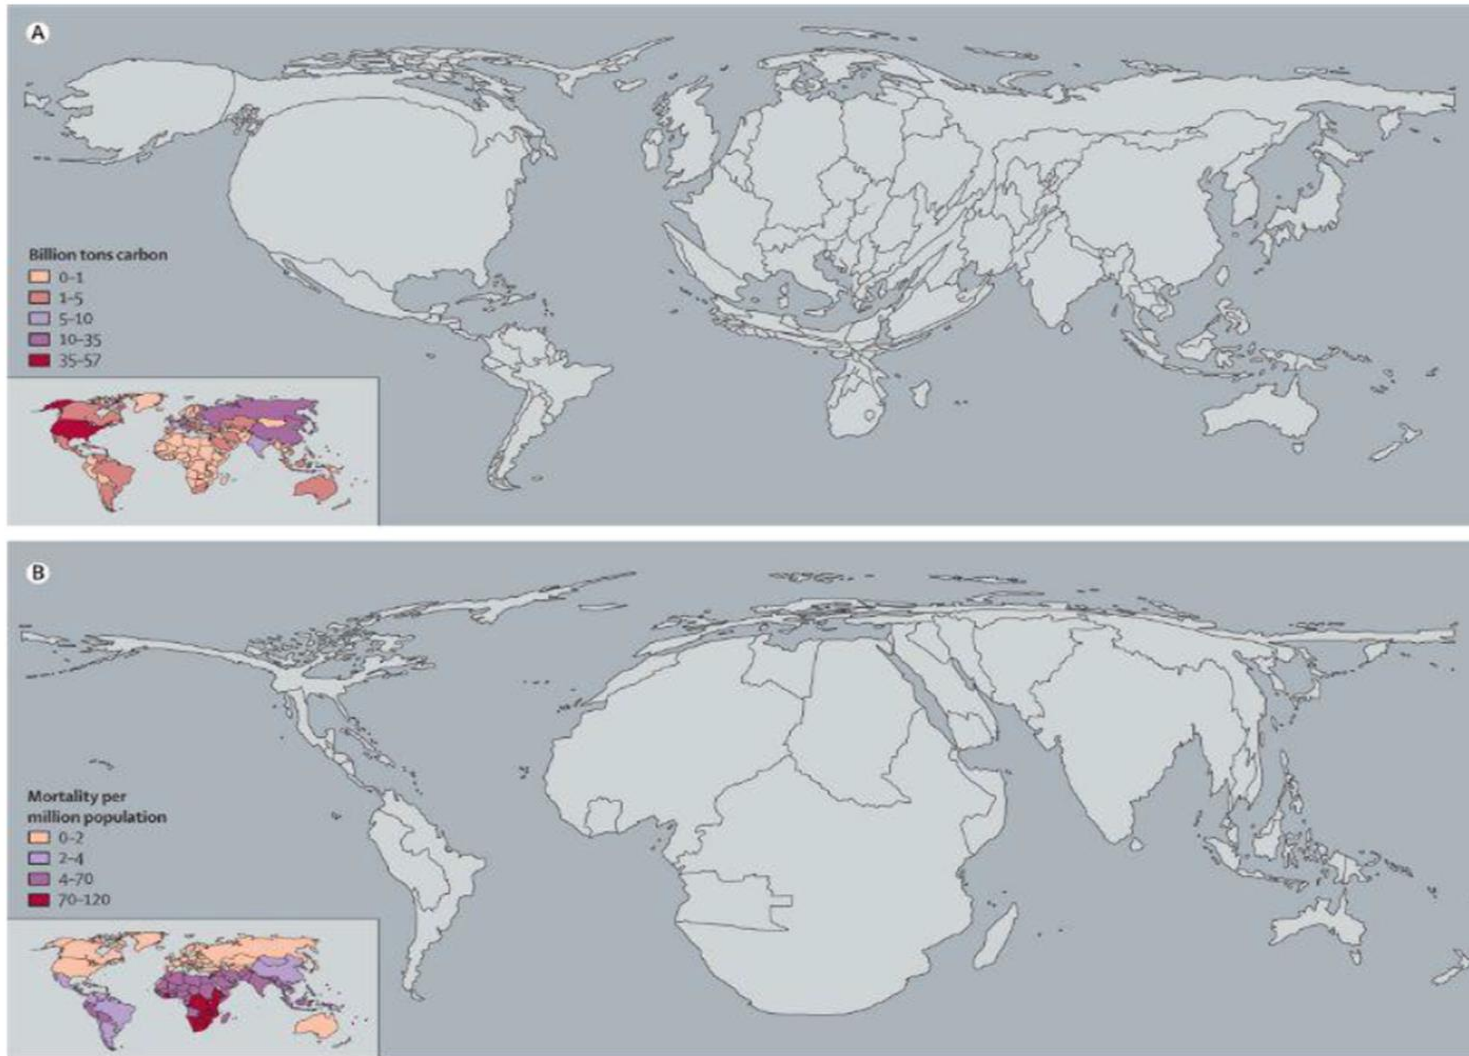 A
Billion tons carbon
0–1
1–5
5–10
10–35
35–57
B
Mortality per
million population
0–2
2–4
4–70
70–120